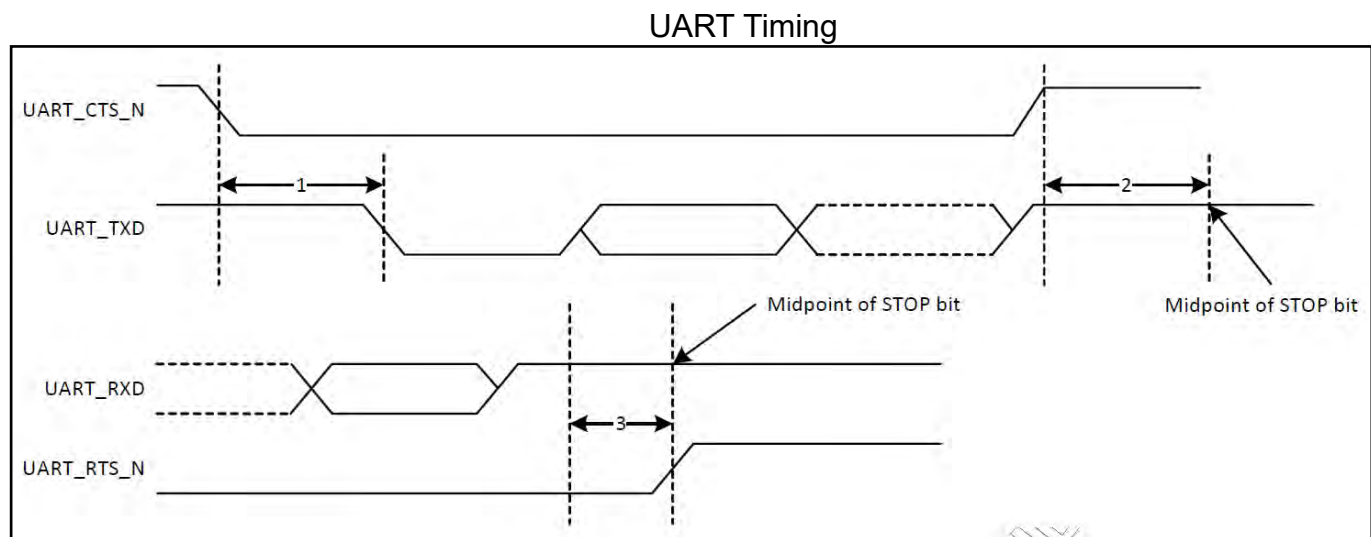 UART Timing
UART_CTS_N
1
2
UART_TXD
Midpoint of STOP bit
Midpoint of STOP bit
UART_RXD
3
UART_RTS_N